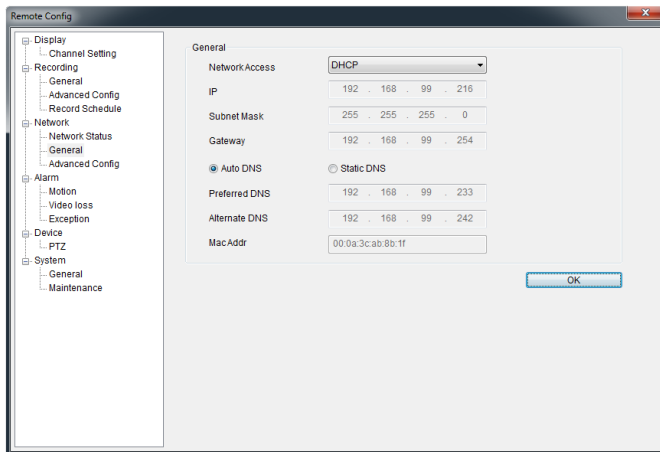 Remote Config
Display
Channel Setting
Recording
General
Advanced Config
Record Schedule
Network
Network Status
General
Advanced Config
Alarm
Motion
Video loss
Exception
Device
PTZ
System
General
Maintenance
General
Network Access DHCP
IP 192 . 168 . 99 . 216
Subnet Mask 255 . 255 . 255 . 0
Gateway 192 . 168 . 99 . 254
Auto DNS Static DNS
Preferred DNS 192 . 168 . 99 . 233
Alternate DNS 192 . 168 . 99 . 242
Mac Addr 00:0a:3c:ab:8b:1f
OK